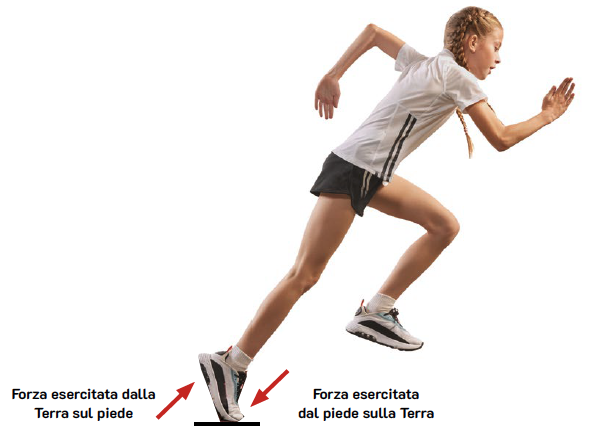 Forza esercitata dalla
Terra sul piede
Forza esercitata
dal piede sulla Terra